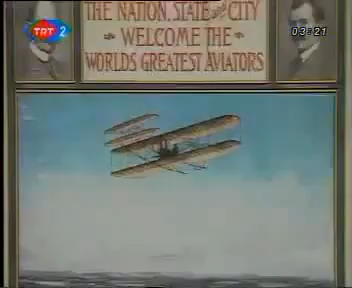 THE NATION, STATE AND CITY
WELCOME THE
WORLDS GREATEST AVIATORS
TRT 2
03:21